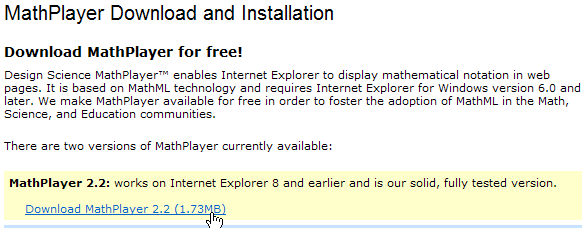 MathPlayer Download and Installation
Download MathPlayer for free!
Design Science MathPlayer™ enables Internet Explorer to display mathematical notation in web
pages. It is based on MathML technology and requires Internet Explorer for Windows version 6.0 and
later. We make MathPlayer available for free in order to foster the adoption of MathML in the Math,
Science, and Education communities.
There are two versions of MathPlayer currently available:
MathPlayer 2.2: works on Internet Explorer 8 and earlier and is our solid, fully tested version.
Download MathPlayer 2.2 (1.73MB)